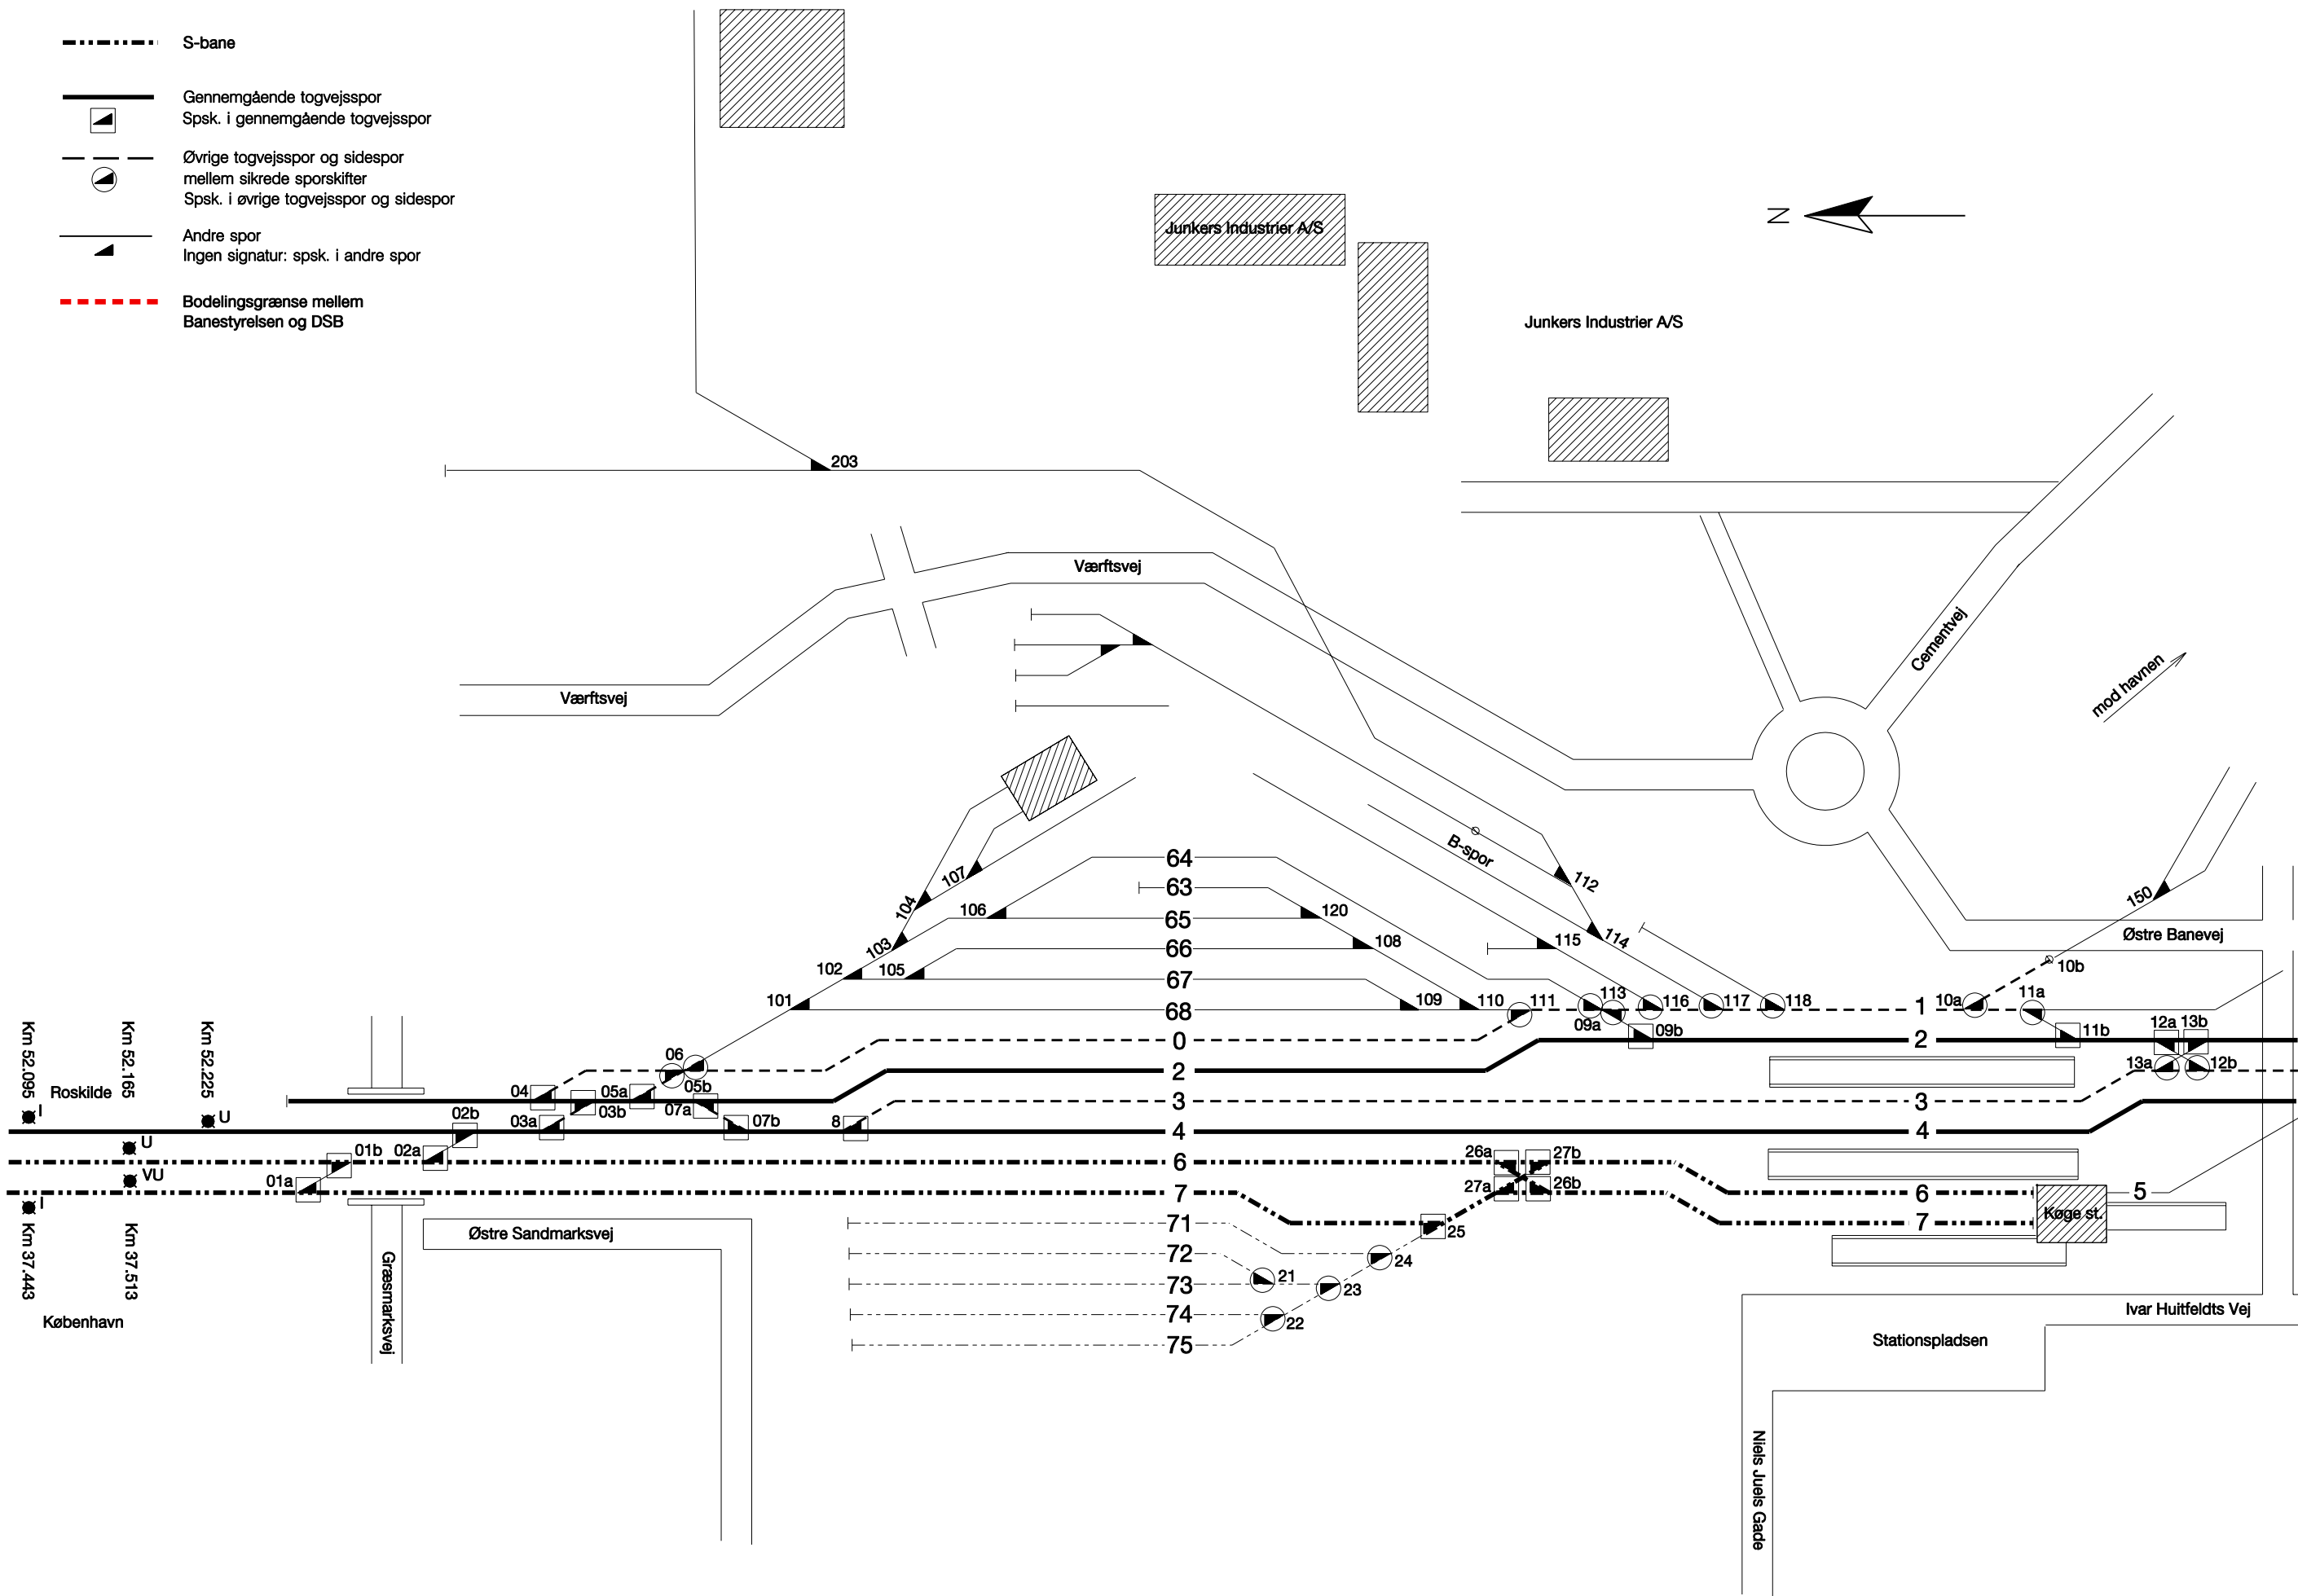 S-bane
Gennemgående togvejsspor
Spsk. i gennemgående togvejsspor
Øvrige togvejsspor og sidespor
mellem sikrede sporskifter
Spsk. i øvrige togvejsspor og sidespor
Andre spor
Ingen signatur: spsk. i andre spor
Bodelingsgrænse mellem
Banestyrelsen og DSB
Junkers Industrier A/S
N
Junkers Industrier A/S
203
Værftsvej
Værftsvej
Cementvej
mod havnen
B-spor
64
107
63
112
104
106
65
120
150
103
66
108
115
114
Østre Banevej
102
105
67
10b
101
68
109
110
111
113
09a
116
117
118
1
10a
11a
Km 52.095
Km 52.165
Km 52.225
0
09b
2
11b
12a
13b
06
2
13a
12b
Roskilde
04
03b
05a
05b
07a
3
3
I
U
02b
03a
07b
8
4
4
U
01b
02a
6
26a
27b
VU
01a
7
27a
26b
6
5
I
71
25
7
Køge st.
Østre Sandmarksvej
72
24
Km 37.443
Km 37.513
Græsmarksvej
73
21
23
74
22
75
København
Ivar Huitfeldts Vej
Stationspladsen
Niels Juels Gade